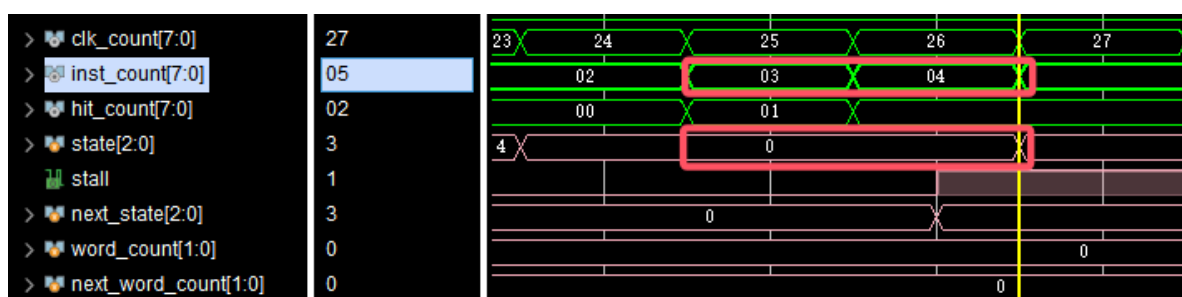 clk_count[7:0] 27 23 24 25 26 27
inst_count[7:0] 05 02 03 04
hit_count[7:0] 02 00 01
state[2:0] 3 4 0
stall 1
next_state[2:0] 3 0
word_count[1:0] 0 0
next_word_count[1:0] 0 0